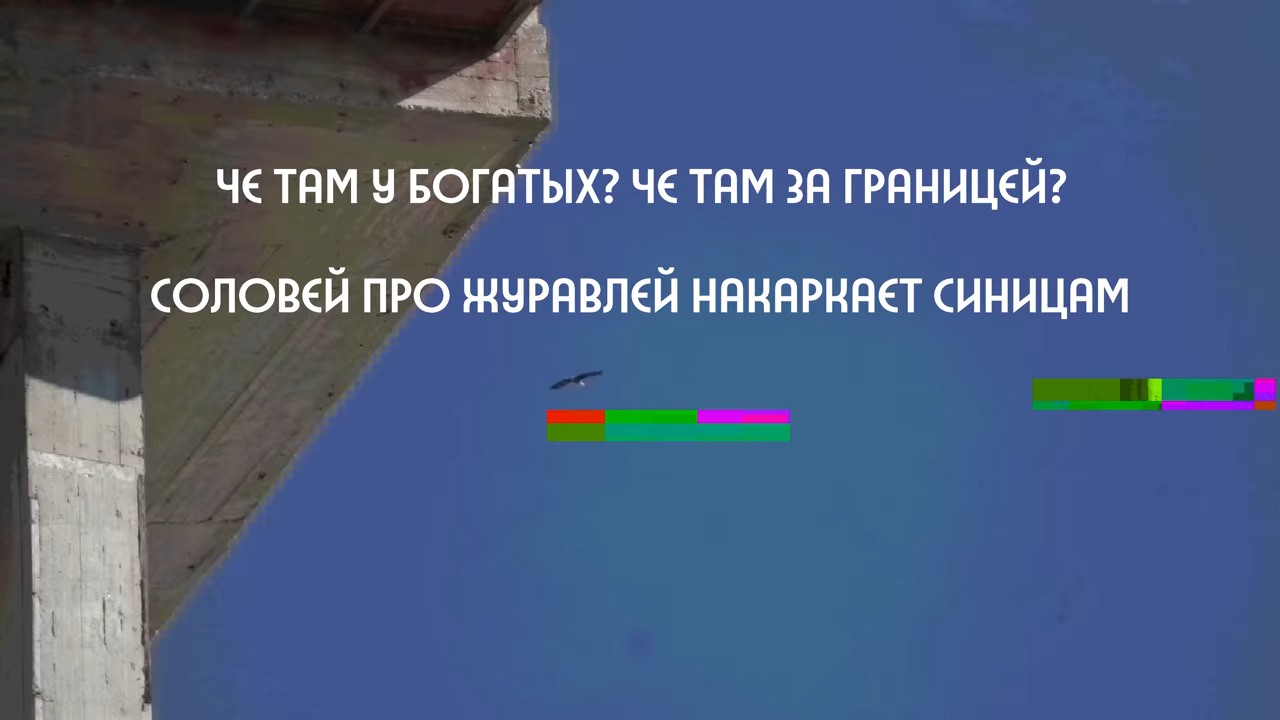 ЧЕ ТАМ У БОГАТЫХ? ЧЕ ТАМ ЗА ГРАНИЦЕЙ?
СОЛОВЕЙ ПРО ЖУРАВЛЕЙ НАКАРКАЕТ СИНИЦАМ